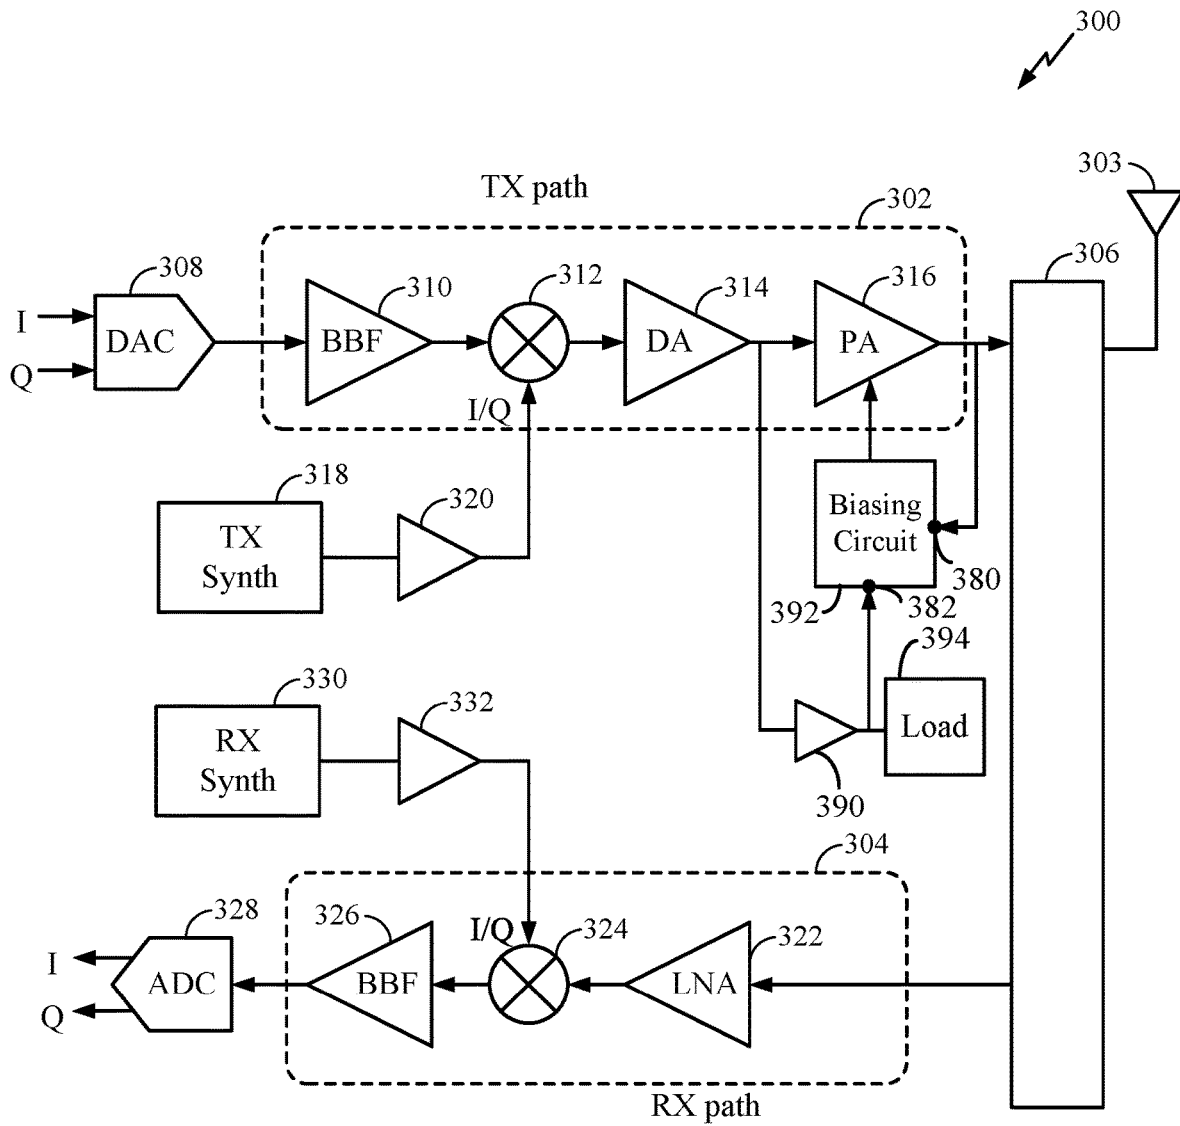 300
303
TX path
302
308
310
312
314
316
306
I
DAC
BBF
DA
PA
Q
I/Q
318
320
TX
Synth
Biasing
Circuit
380
392
382
394
330
332
RX
Synth
Load
390
304
328
326
I/Q
324
322
I
ADC
BBF
LNA
Q
RX path